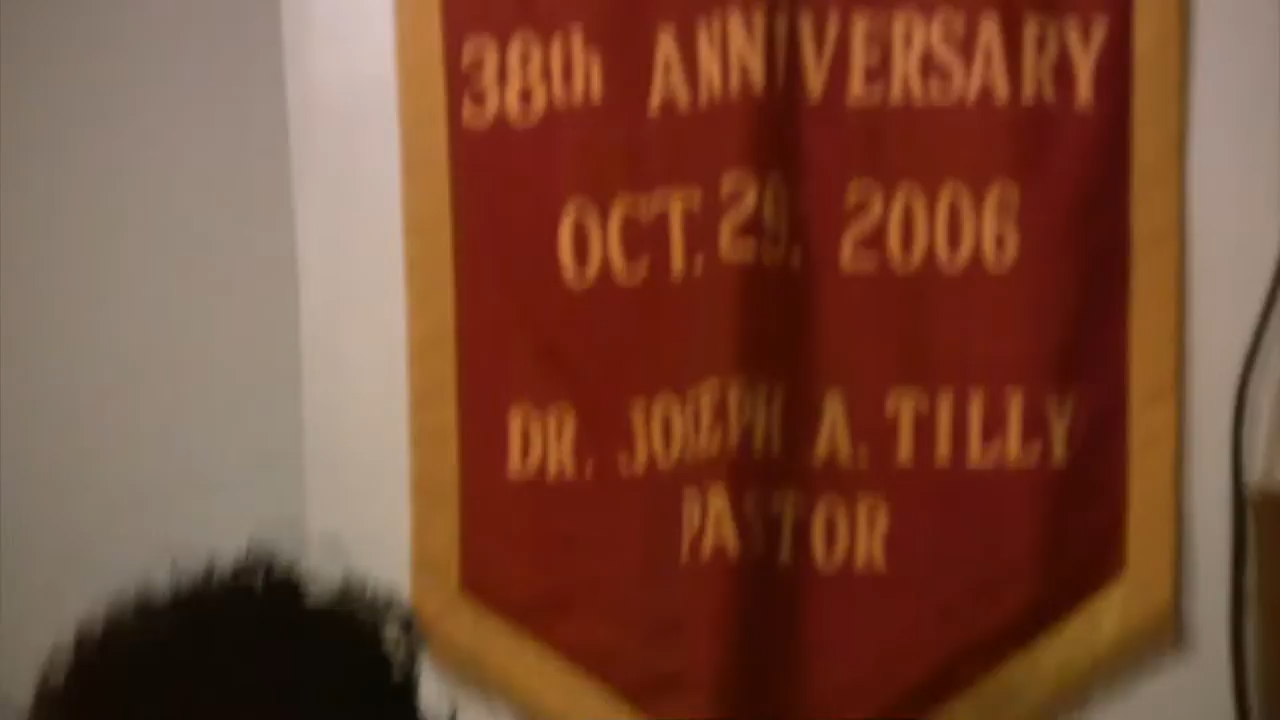 38th ANNIVERSARY
OCT. 29, 2006
DR. JOSEPH A. TILLY
PASTOR